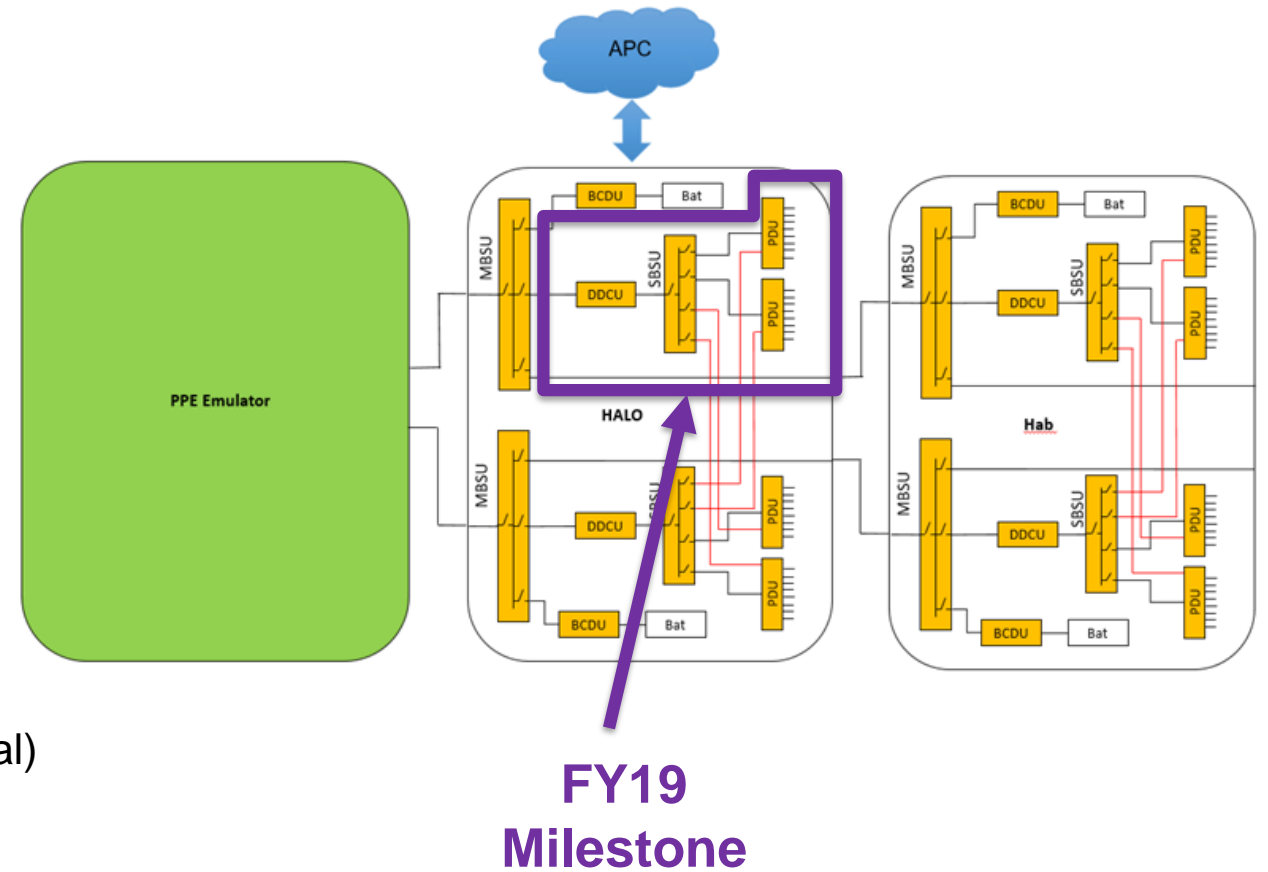 APC
PPE Emulator
MBSU
BCDU
Bat
DDCU
SBSU
PDU
PDU
HALO
MBSU
DDCU
SBSU
PDU
PDU
BCDU
Bat
MBSU
BCDU
Bat
DDCU
SBSU
PDU
PDU
Hab
MBSU
DDCU
SBSU
PDU
PDU
BCDU
Bat
al)
FY19
Milestone